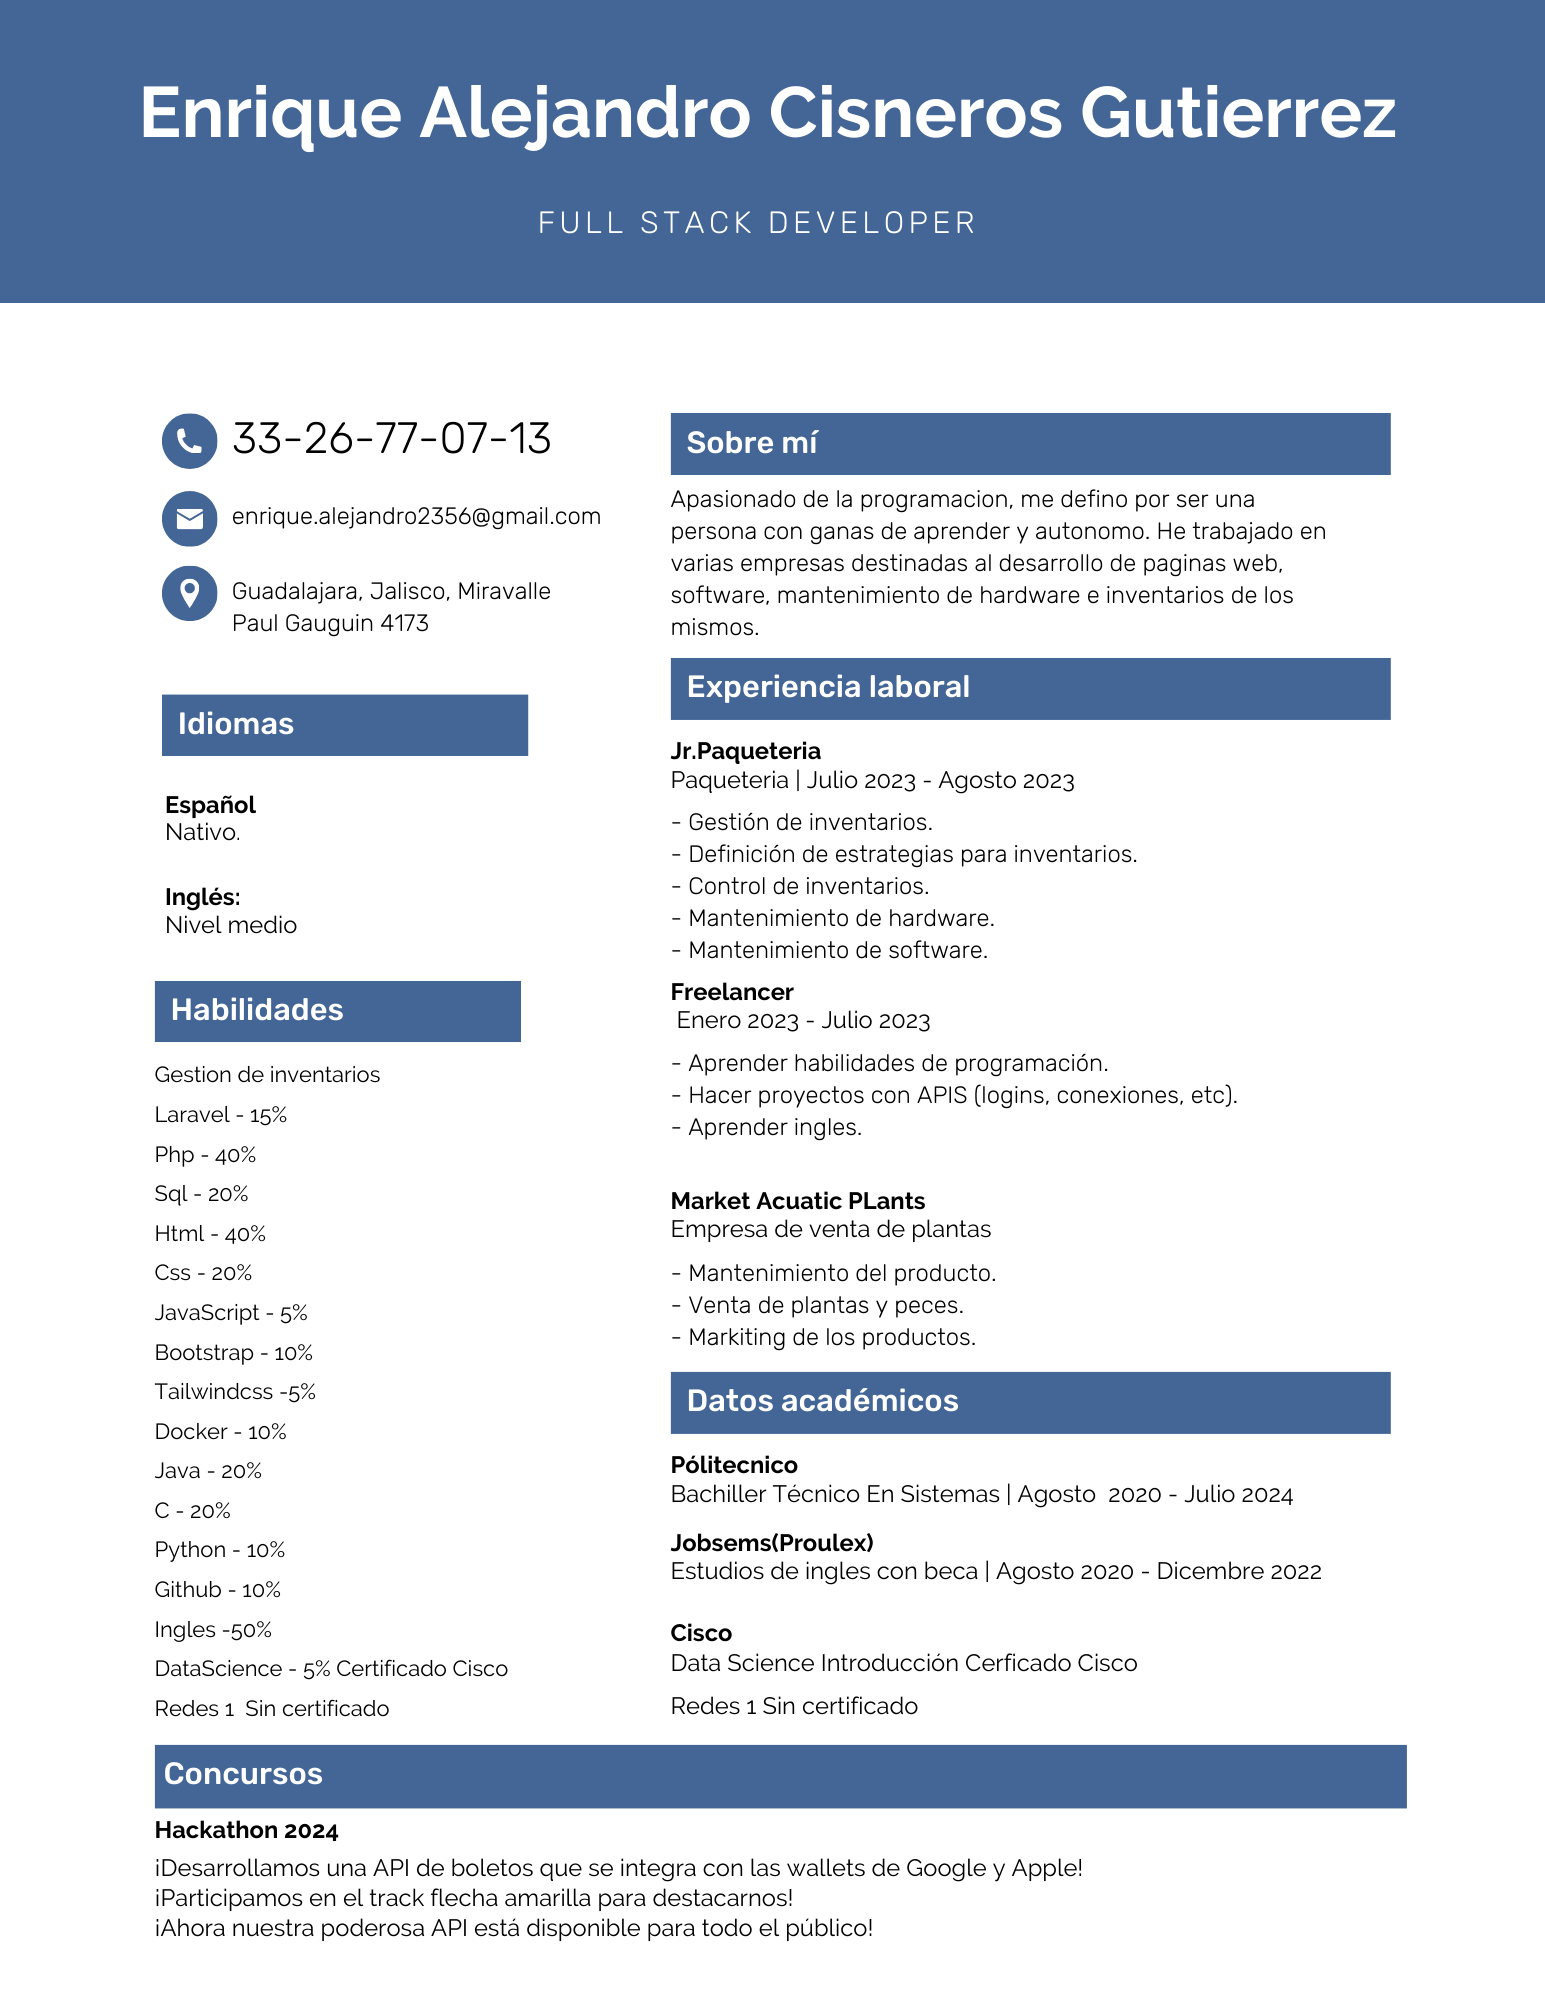 Enrique Alejandro Cisneros Gutierrez
FULL STACK DEVELOPER
33-26-77-07-13
enrique.alejandro2356@gmail.com
Guadalajara, Jalisco, Miravalle
Paul Gauguin 4173
Idiomas
Español
Nativo.
Inglés:
Nivel medio
Habilidades
Gestion de inventarios
Laravel - 15%
Php - 40%
Sql - 20%
Html - 40%
Css - 20%
JavaScript - 5%
Bootstrap - 10%
Tailwindcss -5%
Docker - 10%
Java - 20%
C - 20%
Python - 10%
Github - 10%
Ingles -50%
DataScience - 5% Certificado Cisco
Redes 1  Sin certificado
Sobre mí
Apasionado de la programacion, me defino por ser una
persona con ganas de aprender y autonomo. He trabajado en
varias empresas destinadas al desarrollo de paginas web,
software, mantenimiento de hardware e inventarios de los
mismos.
Experiencia laboral
Jr.Paqueteria
Paqueteria | Julio 2023 - Agosto 2023
- Gestión de inventarios.
- Definición de estrategias para inventarios.
- Control de inventarios.
- Mantenimiento de hardware.
- Mantenimiento de software.
Freelancer
Enero 2023 - Julio 2023
- Aprender habilidades de programación.
- Hacer proyectos con APIS (logins, conexiones, etc).
- Aprender ingles.
Market Acuatic PLants
Empresa de venta de plantas
- Mantenimiento del producto.
- Venta de plantas y peces.
- Markiting de los productos.
Datos académicos
Pólitecnico
Bachiller Técnico En Sistemas | Agosto  2020 - Julio 2024
Jobsems(Proulex)
Estudios de ingles con beca | Agosto 2020 - Dicembre 2022
Cisco
Data Science Introducción Cerficado Cisco
Redes 1 Sin certificado
Concursos
Hackathon 2024
¡Desarrollamos una API de boletos que se integra con las wallets de Google y Apple!
¡Participamos en el track flecha amarilla para destacarnos!
¡Ahora nuestra poderosa API está disponible para todo el público!